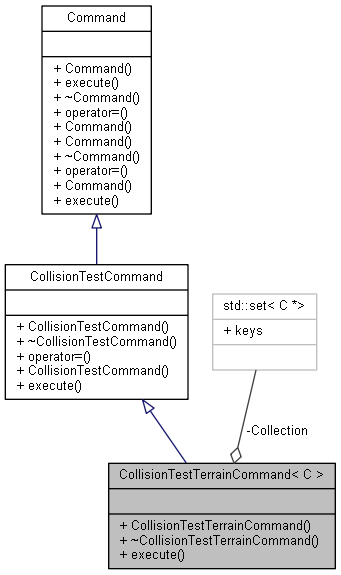 Command
+ Command()
+ execute()
+ ~Command()
+ operator=()
+ Command()
+ Command()
+ ~Command()
+ operator=()
+ Command()
+ execute()
CollisionTestCommand
+ CollisionTestCommand()
+ ~CollisionTestCommand()
+ operator=()
+ CollisionTestCommand()
+ execute()
std::set< C *>
+ keys
-Collection
CollisionTestTerrainCommand< C >
+ CollisionTestTerrainCommand()
+ ~CollisionTestTerrainCommand()
+ execute()